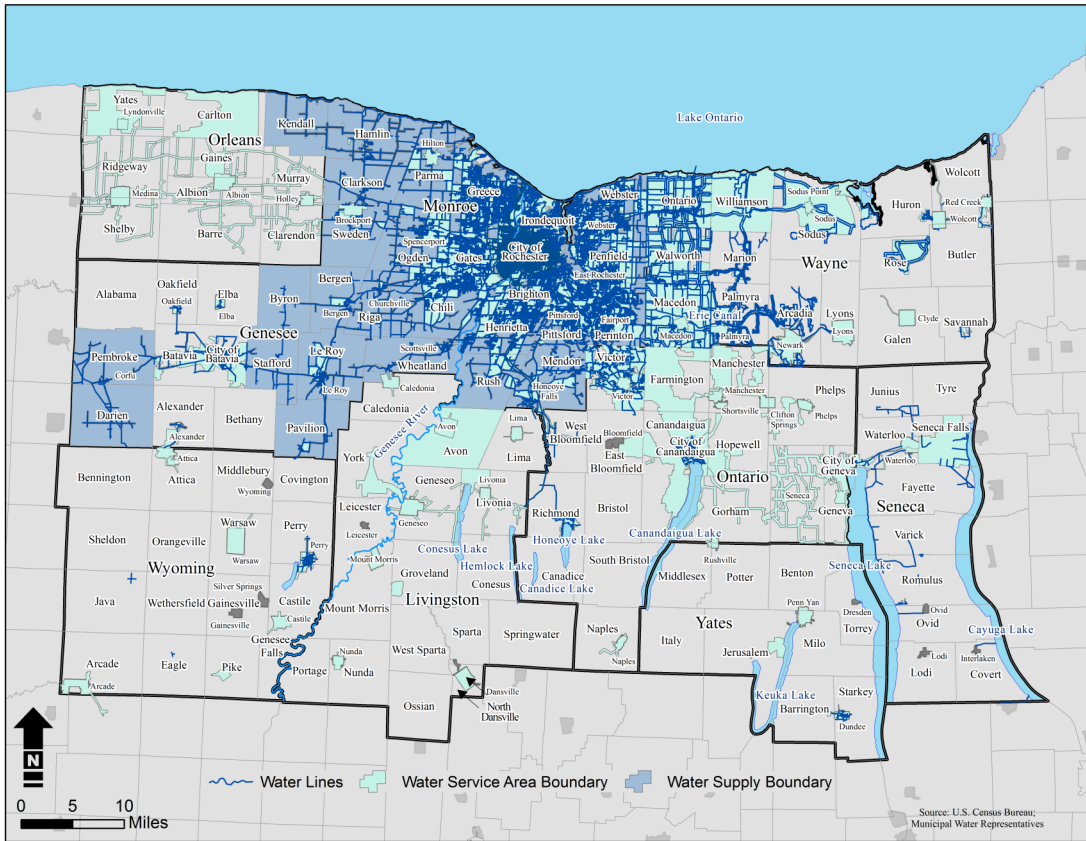 Lake Ontario
Yates
Lyndonville
Carlton
Orleans
Kendall
Hamlin
Hilton
Parma
Ridgeway
Gaines
Murray
Medina
Albion
Albion
Holley
Shelby
Barre
Clarendon
Clarkson
Brockport
Sweden
Greece
Monroe
Irondequoit
Webster
Webster
Spencerport
Ogden
Gates
City of
Rochester
Penfield
East Rochester
Brighton
Chili
Churchville
Riga
Henrietta
Pittsford
Pittsford
Fairport
Perinton
Scottsville
Wheatland
Rush
Mendon
Honeoye
Falls
Ontario
Williamson
Sodus Point
Sodus
Sodus
Huron
Wolcott
Red Creek
Wolcott
Rose
Butler
Walworth
Marion
Wayne
Macedon
Macedon
Erie Canal
Palmyra
Palmyra
Arcadia
Newark
Lyons
Lyons
Clyde
Galen
Savannah
Alabama
Oakfield
Oakfield
Elba
Elba
Byron
Bergen
Bergen
Genesee
Pembroke
Corfu
Batavia
City of
Batavia
Stafford
Le Roy
Le Roy
Darien
Alexander
Alexander
Bethany
Pavilion
Caledonia
Caledonia
Genesee River
Avon
Avon
Lima
Lima
Victor
Victor
Farmington
Manchester
Manchester
Shortsville
Clifton
Springs
Phelps
Phelps
West
Bloomfield
Bloomfield
East
Bloomfield
Canandaigua
City of
Canandaigua
Hopewell
Ontario
Seneca
City of
Geneva
Geneva
Gorham
Junius
Tyre
Waterloo
Waterloo
Seneca Falls
Fayette
Seneca
Varick
Romulus
Ovid
Ovid
Lodi
Lodi
Interlaken
Covert
Cayuga Lake
Seneca Lake
Attica
Attica
Bennington
Middlebury
Wyoming
Covington
York
Leicester
Leicester
Geneseo
Geneseo
Livonia
Livonia
Conesus Lake
Hemlock Lake
Richmond
Honeoye Lake
Bristol
Canandaigua Lake
South Bristol
Canadice
Canadice Lake
Sheldon
Orangeville
Warsaw
Warsaw
Perry
Perry
Wyoming
Silver Springs
Java
Wethersfield
Gainesville
Gainesville
Castile
Castile
Mount Morris
Mount Morris
Groveland
Conesus
Livingston
Genesee
Falls
Arcade
Arcade
Eagle
Pike
Portage
Nunda
Nunda
West Sparta
Sparta
Springwater
Ossian
Dansville
North
Dansville
Naples
Naples
Rushville
Middlesex
Potter
Benton
Penn Yan
Dresden
Yates
Italy
Jerusalem
Milo
Torrey
Keuka Lake
Barrington
Starkey
Dundee
N
Water Lines
Water Service Area Boundary
Water Supply Boundary
0 5 10
Miles
Source: U.S. Census Bureau;
Municipal Water Representatives